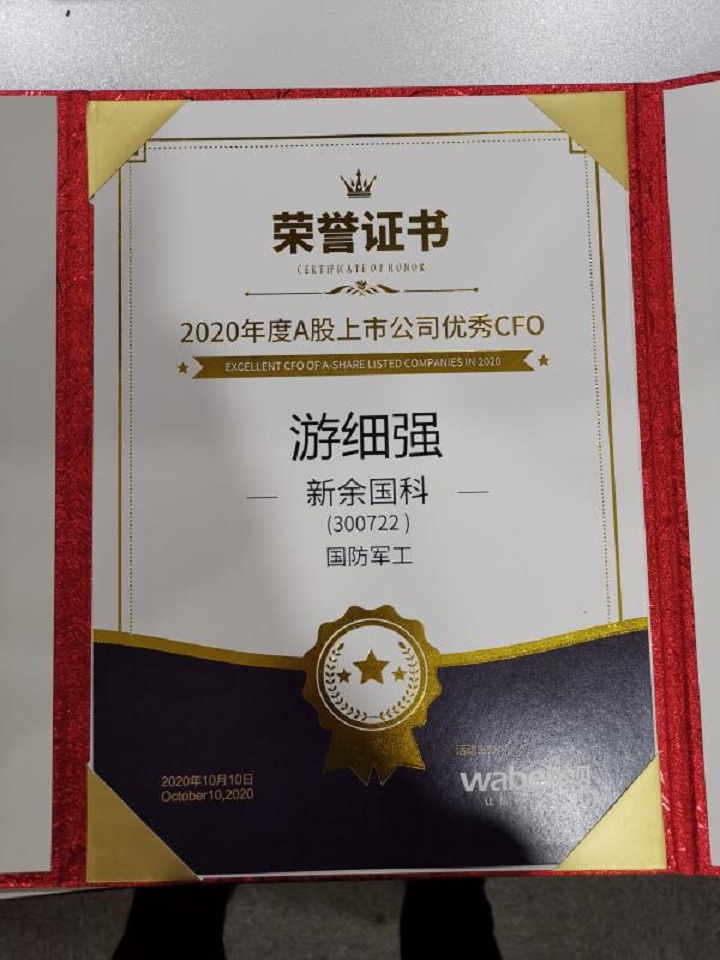 荣誉证书
CERTIFICATE OF HONOR
2020年度A股上市公司优秀CFO
EXCELLENT CFO OF A-SHARE LISTED COMPANIES IN 2020
游细强
新余国科
(300722)
国防军工
2020年10月10日
October10,2020
活动
让